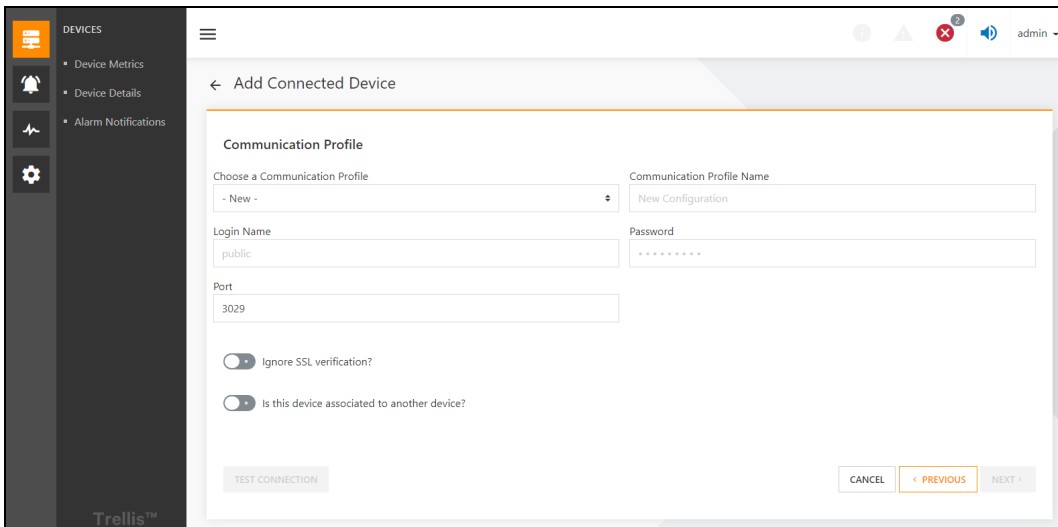 DEVICES
Device Metrics
Device Details
Alarm Notifications
2
admin
Add Connected Device
Communication Profile
Choose a Communication Profile
- New -
Communication Profile Name
New Configuration
Login Name
public
Password
Port
3029
Ignore SSL verification?
Is this device associated to another device?
TEST CONNECTION
CANCEL
‹ PREVIOUS
NEXT ›
Trellis™